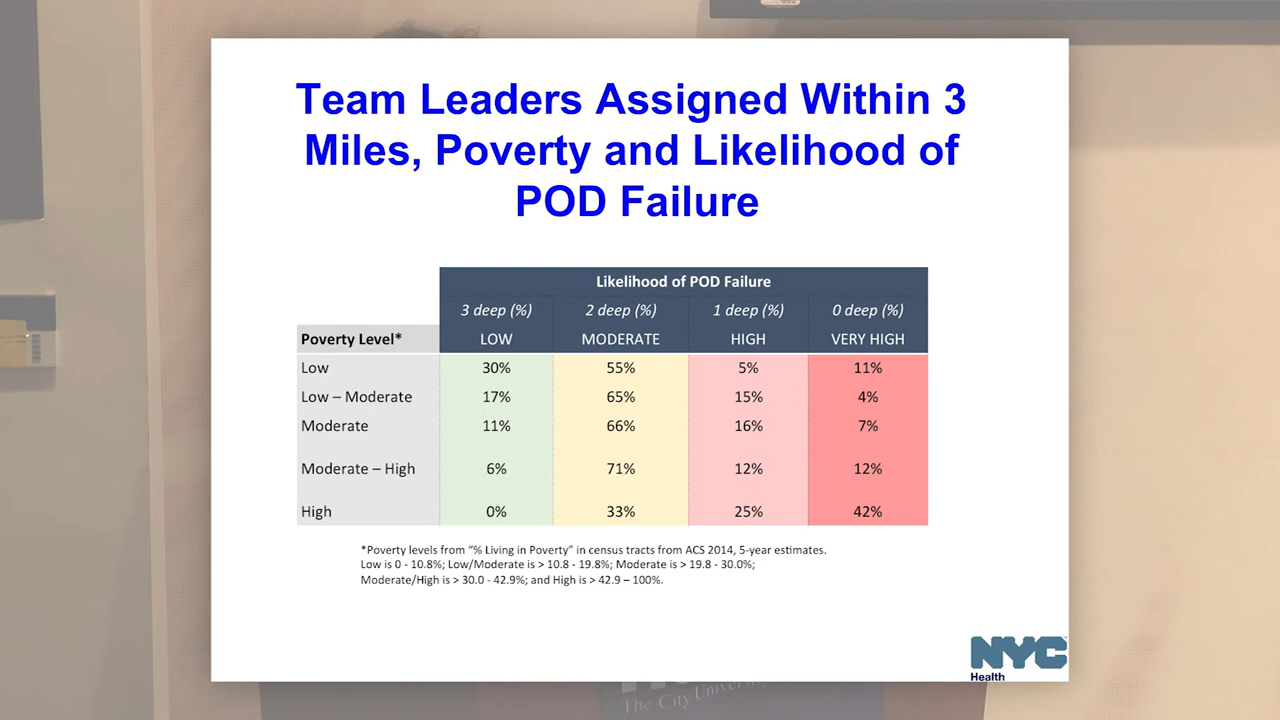 Team Leaders Assigned Within 3
Miles, Poverty and Likelihood of
POD Failure
Likelihood of POD Failure
3 deep (%) 2 deep (%) 1 deep (%) 0 deep (%)
Poverty Level* LOW MODERATE HIGH VERY HIGH
Low 30% 55% 5% 11%
Low – Moderate 17% 65% 15% 4%
Moderate 11% 66% 16% 7%
Moderate – High 6% 71% 12% 12%
High 0% 33% 25% 42%
*Poverty levels from “% Living in Poverty” in census tracts from ACS 2014, 5-year estimates.
Low is 0 - 10.8%; Low/Moderate is > 10.8 - 19.8%; Moderate is > 19.8 - 30.0%;
Moderate/High is > 30.0 - 42.9%; and High is > 42.9 – 100%.
NYC
Health
The City University